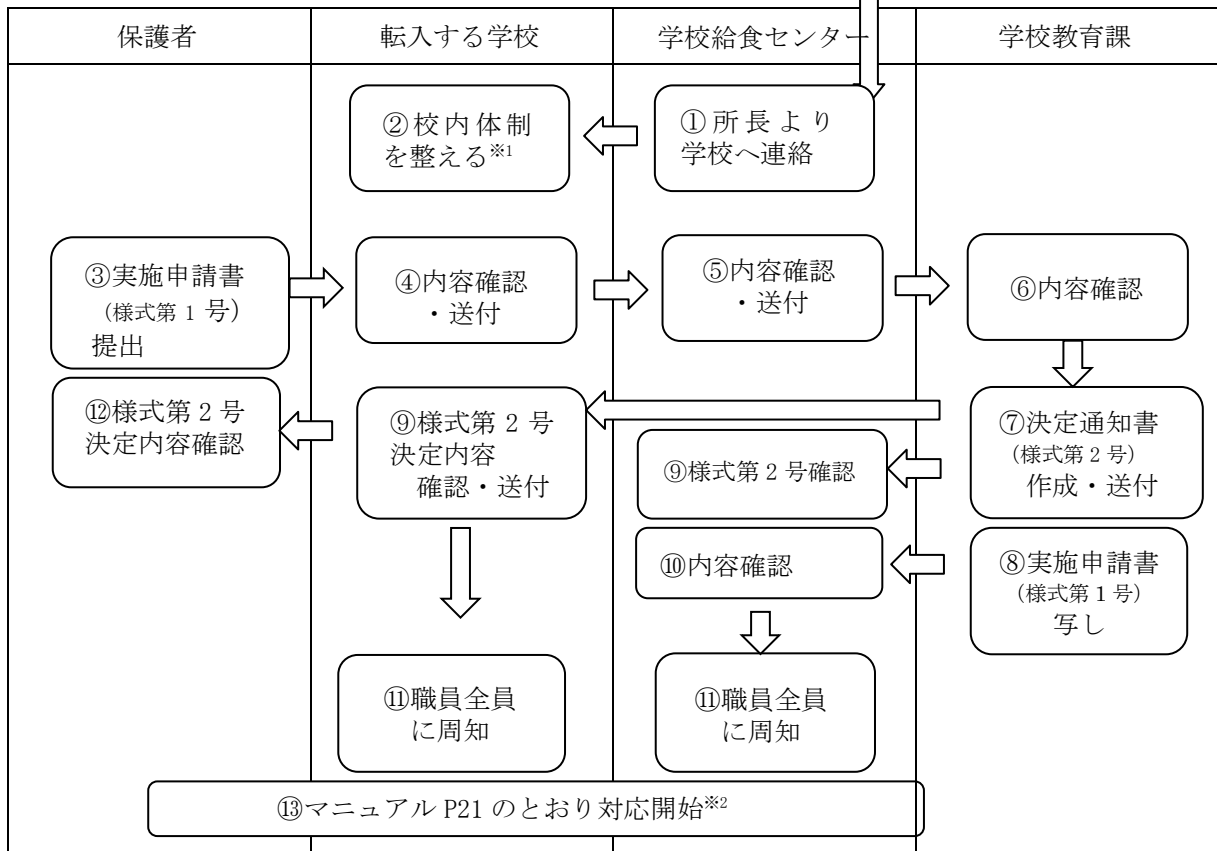 保護者
転入する学校
学校給食センター
学校教育課
②校内体制
を整える※1
①所長より
学校へ連絡
③実施申請書
(様式第1号)
提出
④内容確認
・送付
⑤内容確認
・送付
⑥内容確認
⑫様式第2号
決定内容確認
⑨様式第2号
決定内容
確認・送付
⑨様式第2号確認
⑦決定通知書
(様式第2号)
作成・送付
⑩内容確認
⑧実施申請書
(様式第1号)
写し
⑪職員全員
に周知
⑪職員全員
に周知
⑬マニュアル P21 のとおり対応開始※2